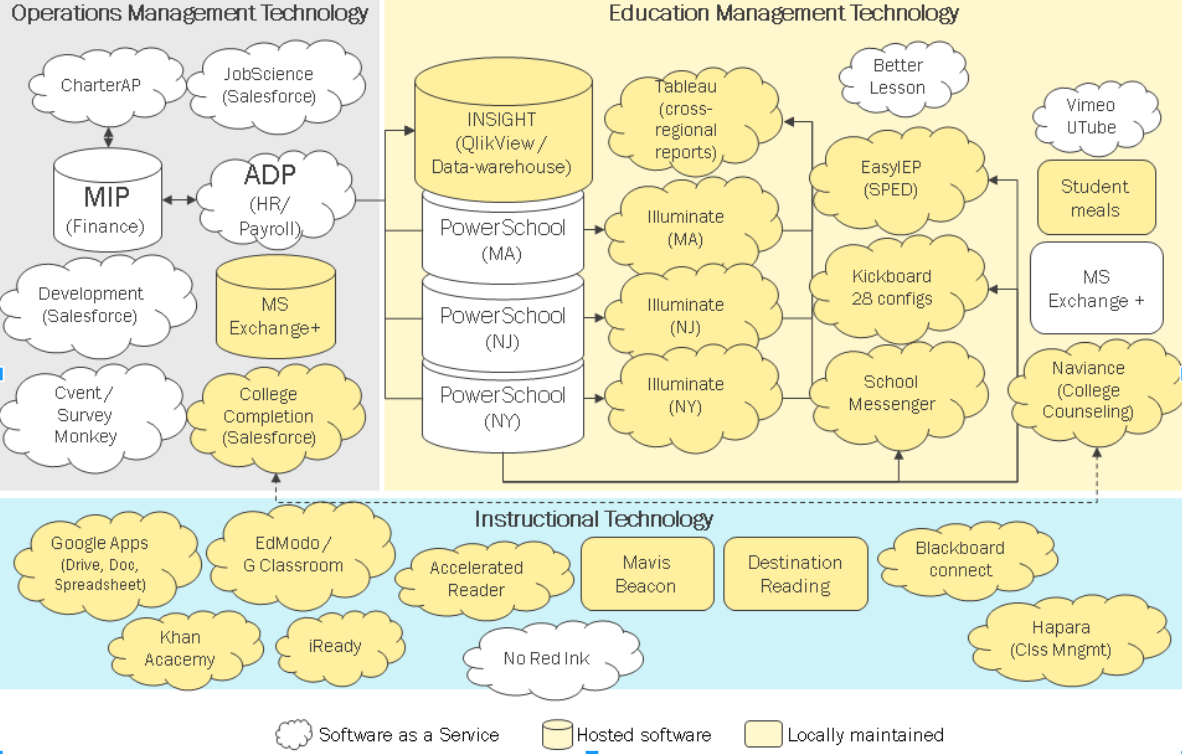 Operations Management Technology
Education Management Technology
CharterAP
JobScience
(Salesforce)
MIP
(Finance)
ADP
(HR/
Payroll)
Development
(Salesforce)
MS
Exchange+
Cvent /
Survey
Monkey
College
Completion
(Salesforce)
INSIGHT
(QlikView /
Data-warehouse)
PowerSchool
(MA)
PowerSchool
(NJ)
PowerSchool
(NY)
Tableau
(cross-
regional
reports)
Illuminate
(MA)
Illuminate
(NJ)
Illuminate
(NY)
Better
Lesson
EasyIEP
(SPED)
Kickboard
28 configs
School
Messenger
Vimeo
UTube
Student
meals
MS
Exchange +
Naviance
(College
Counseling)
Instructional Technology
Google Apps
(Drive, Doc,
Spreadsheet)
EdModo /
G Classroom
Accelerated
Reader
Mavis
Beacon
Destination
Reading
Blackboard
connect
Khan
Acacemy
iReady
No Red Ink
Hapara
(Clss Mngmt)
Software as a Service
Hosted software
Locally maintained